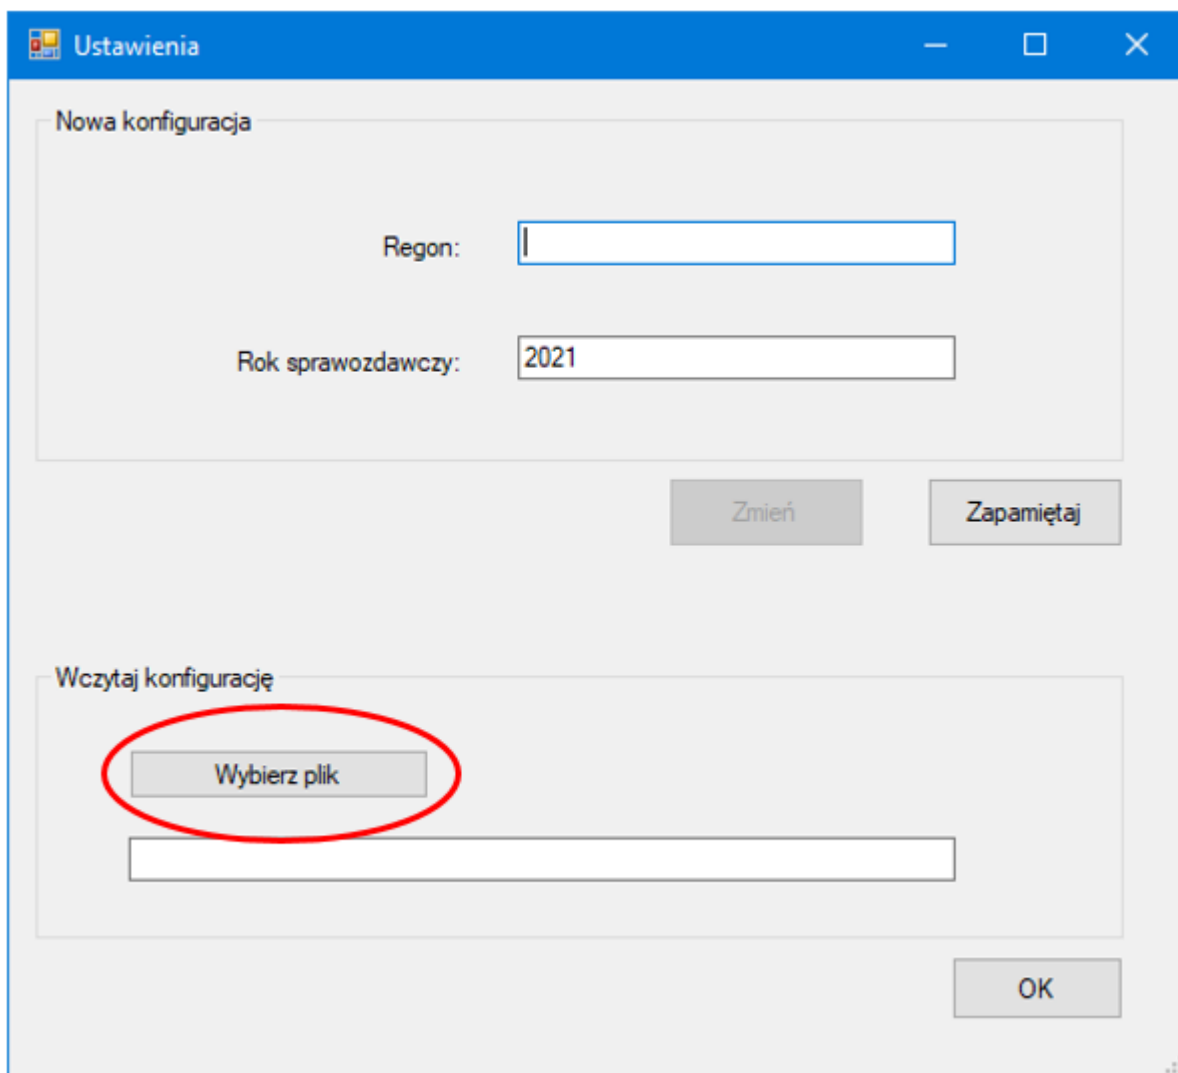 Ustawienia
Nowa konfiguracja
Regon:
Rok sprawozdawczy: 2021
Zmień Zapamiętaj
Wczytaj konfigurację
Wybierz plik
OK